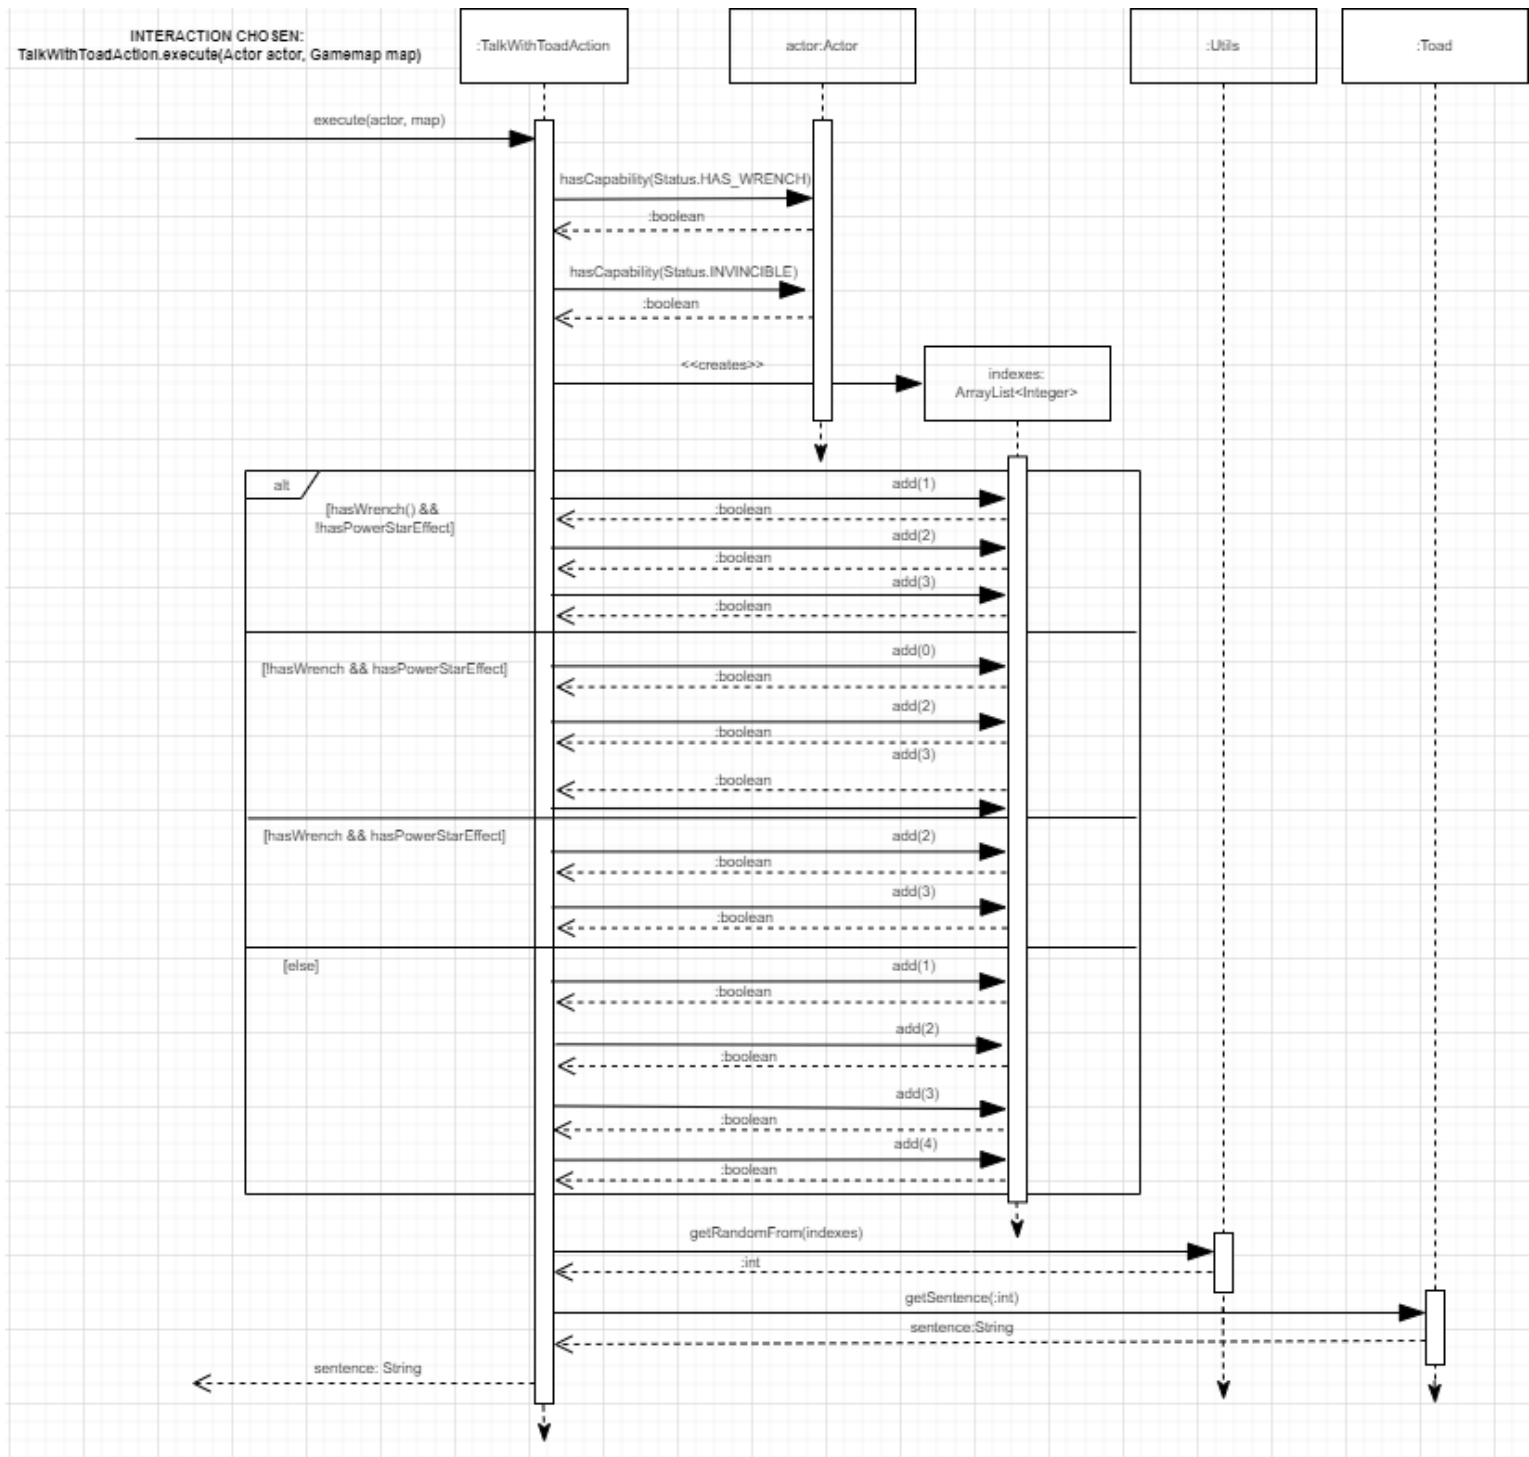 INTERACTION CHOSEN:
TalkWithToadAction.execute(Actor actor, Gamemap map)
:TalkWithToadAction
actor:Actor
:Utils
:Toad
execute(actor, map)
hasCapability(Status.HAS_WRENCH)
:boolean
hasCapability(Status.INVINCIBLE)
:boolean
<<creates>>
indexes:
ArrayList<Integer>
alt
[hasWrench() &&
!hasPowerStarEffect]
add(1)
:boolean
add(2)
:boolean
add(3)
:boolean
[!hasWrench && hasPowerStarEffect]
add(0)
:boolean
add(2)
:boolean
add(3)
:boolean
[hasWrench && hasPowerStarEffect]
add(2)
:boolean
add(3)
:boolean
[else]
add(1)
:boolean
add(2)
:boolean
add(3)
:boolean
add(4)
:boolean
getRandomFrom(indexes)
:int
getSentence(:int)
sentence:String
sentence: String